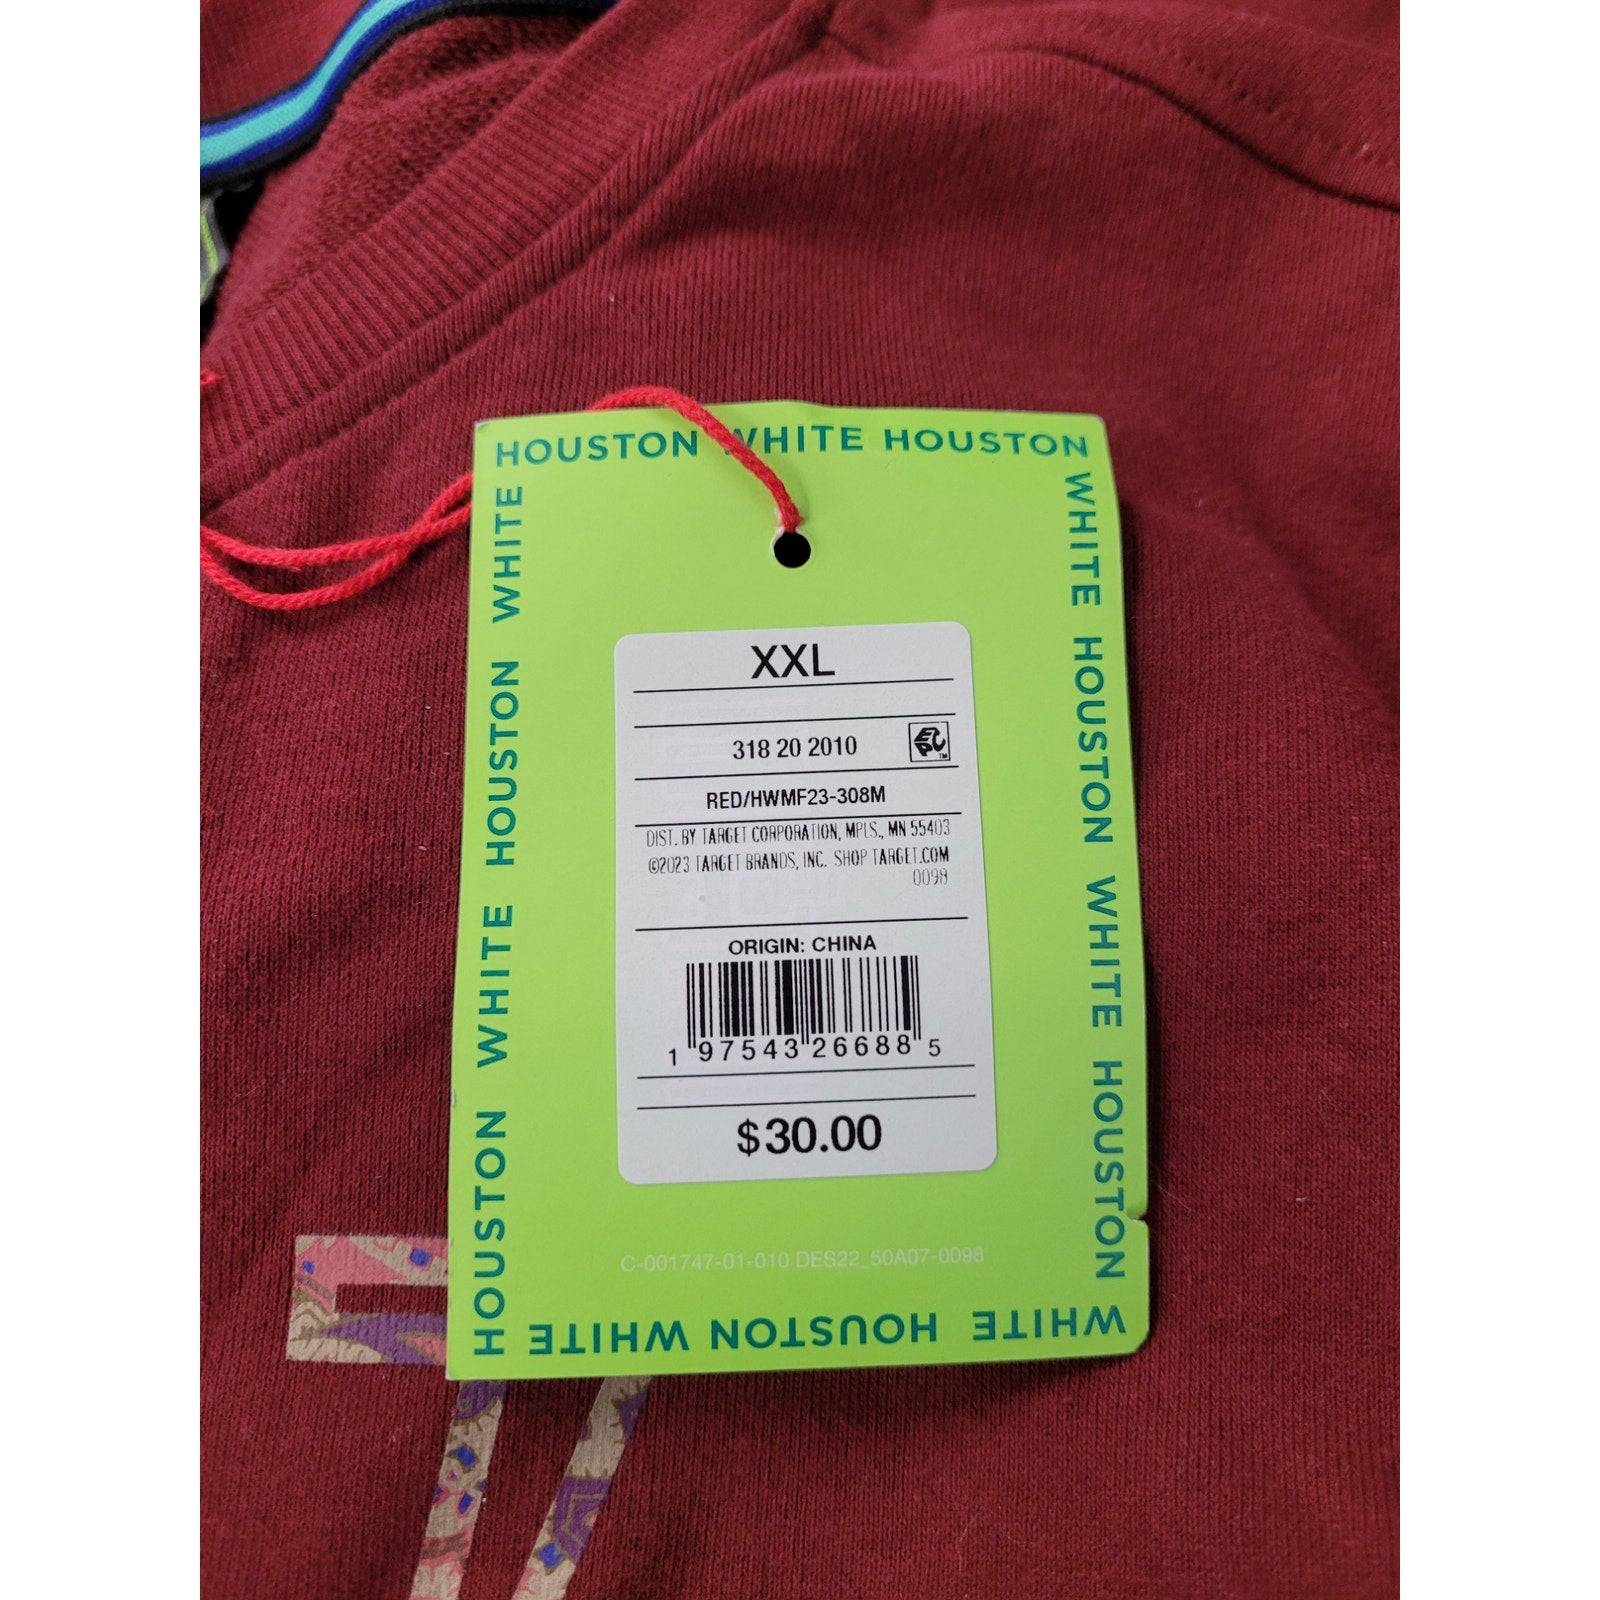 HOUSTON WHITE HOUSTON
WHITE HOUSTON WHITE HOUSTON
WHITE HOUSTON WHITE
HOUSTON WHITE HOUSTON WHITE
XXL
318 20 2010
EPC TM
RED/HWMF23-308M
DIST. BY TARGET CORPORATION, MPLS., MN 55403
©2023 TARGET BRANDS, INC. SHOP TARGET.COM
0098
ORIGIN: CHINA
1 97543 26688 5
$30.00
C-001747-01-010 DES22_50A07-0098